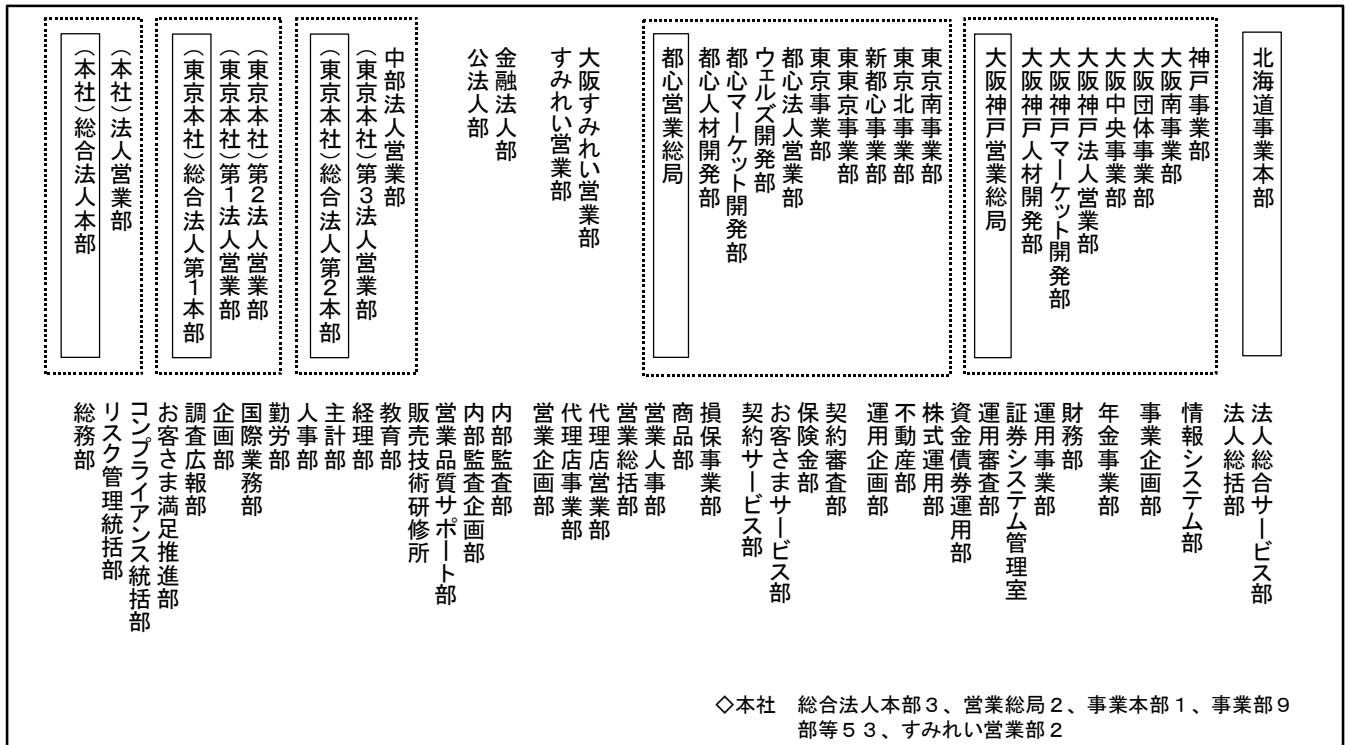 北海道事業本部
神戸事業部
大阪南事業部
大阪団体事業部
大阪中央事業部
大阪神戸法人営業部
大阪神戸マーケット開発部
大阪神戸人材開発部
大阪神戸営業総局
東京南事業部
東京北事業部
新都心事業部
東東京事業部
東京事業部
都心法人営業部
ウェルズ開発部
都心マーケット開発部
都心人材開発部
都心営業総局
大阪すみれい営業部
すみれい営業部
金融法人部
公法人部
中部法人営業部
（東京本社）第３法人営業部
（東京本社）総合法人第２本部
（東京本社）第２法人営業部
（東京本社）第１法人営業部
（東京本社）総合法人第１本部
（本社）法人営業部
（本社）総合法人本部
法人総合サービス部
法人総括部
情報システム部
事業企画部
年金事業部
財務部
運用事業部
証券システム管理室
運用審査部
資金債券運用部
株式運用部
不動産部
運用企画部
契約審査部
保険金部
お客さまサービス部
契約サービス部
損保事業部
商品部
営業人事部
営業総括部
代理店営業部
代理店事業部
営業企画部
内部監査部
内部監査企画部
営業品質サポート部
販売技術研修所
教育部
経理部
主計部
人事部
勤労部
国際業務部
企画部
調査広報部
お客さま満足推進部
コンプライアンス統括部
リスク管理統括部
総務部
◇本社　総合法人本部３、営業総局２、事業本部１、事業部９
部等５３、すみれい営業部２